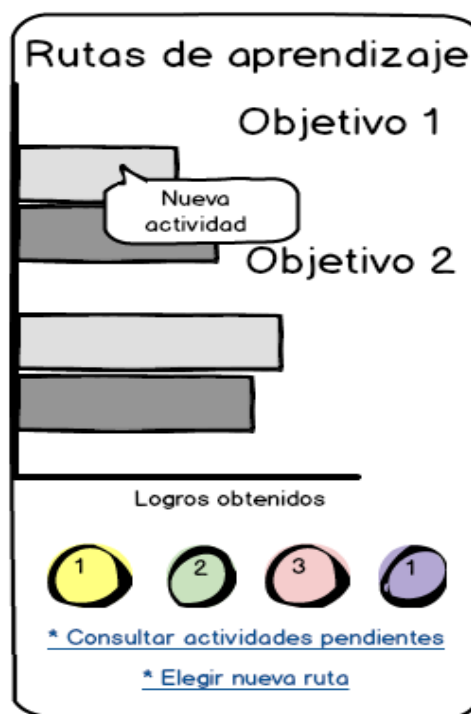 Rutas de aprendizaje
Objetivo 1
Nueva
actividad
Objetivo 2
Logros obtenidos
1 2 3 1
* Consultar actividades pendientes
* Elegir nueva ruta